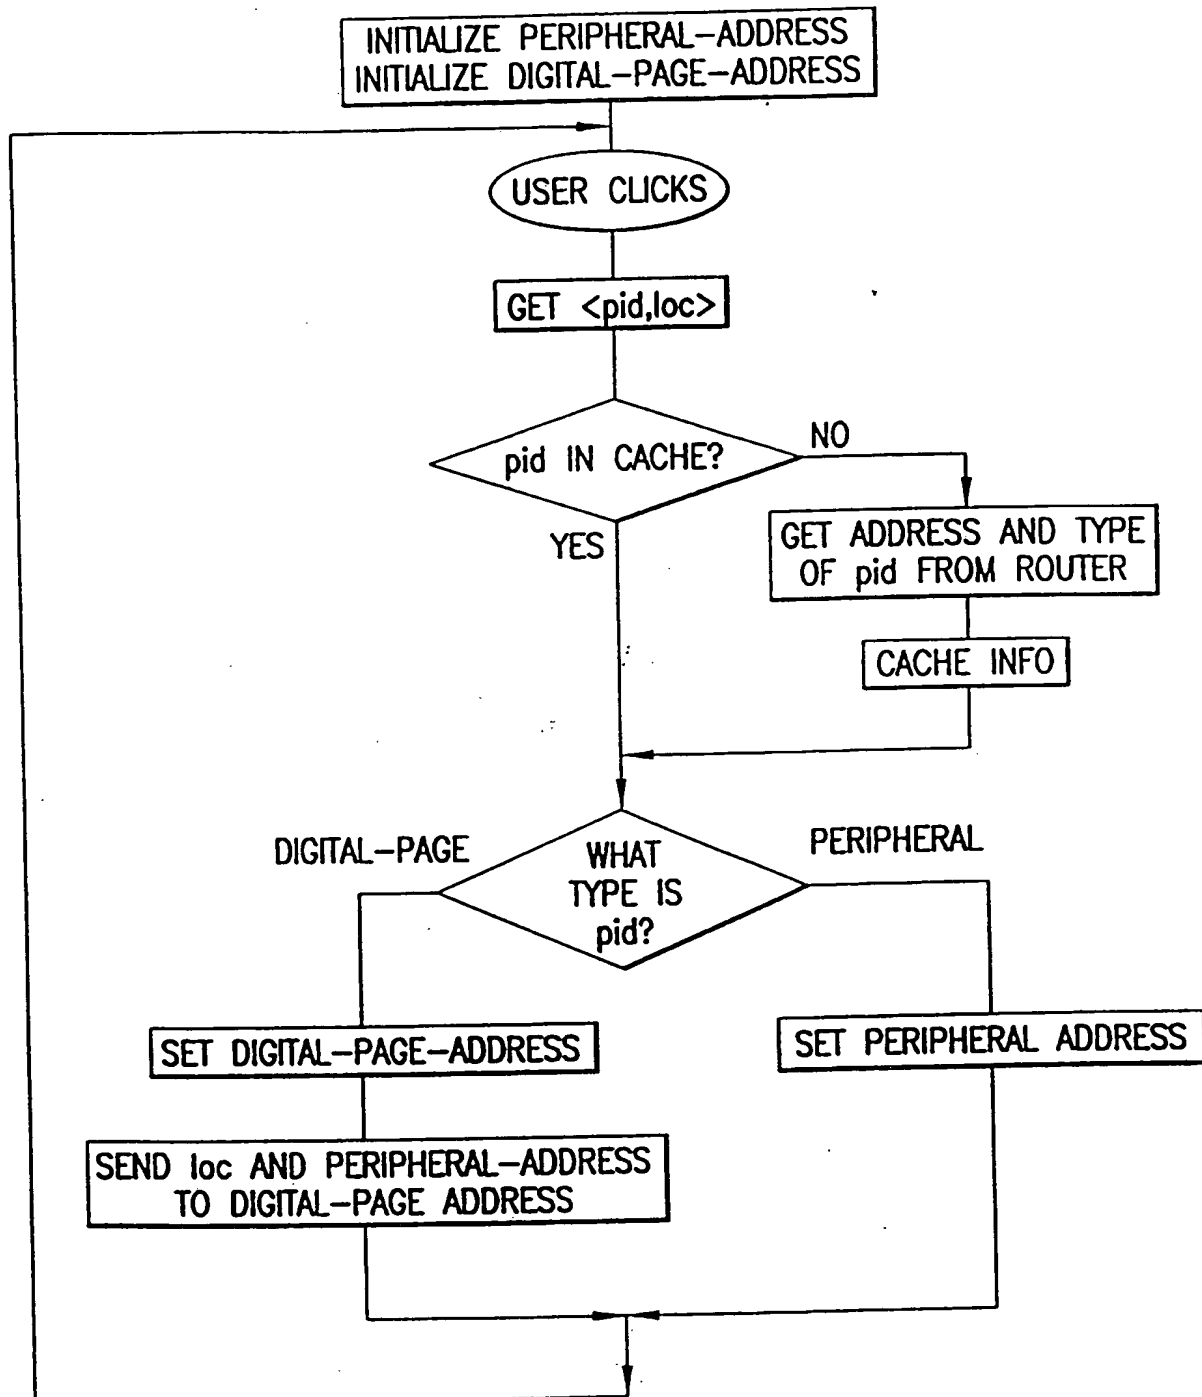 INITIALIZE PERIPHERAL-ADDRESS
INITIALIZE DIGITAL-PAGE-ADDRESS
USER CLICKS
GET <pid,loc>
pid IN CACHE?
NO
YES
GET ADDRESS AND TYPE
OF pid FROM ROUTER
CACHE INFO
DIGITAL-PAGE
WHAT
TYPE IS
pid?
PERIPHERAL
SET DIGITAL-PAGE-ADDRESS
SET PERIPHERAL ADDRESS
SEND loc AND PERIPHERAL-ADDRESS
TO DIGITAL-PAGE ADDRESS